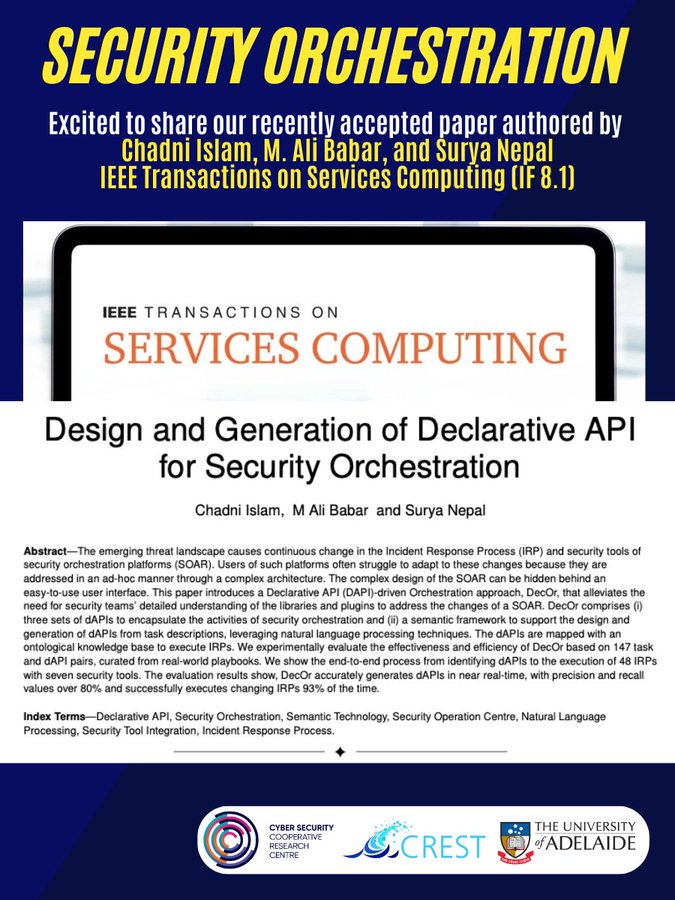 SECURITY ORCHESTRATION
Excited to share our recently accepted paper authored by
Chadni Islam, M. Ali Babar, and Surya Nepal
IEEE Transactions on Services Computing (IF 8.1)
IEEE TRANSACTIONS ON
SERVICES COMPUTING
Design and Generation of Declarative API
for Security Orchestration
Chadni Islam, M Ali Babar and Surya Nepal
Abstract—The emerging threat landscape causes continuous change in the Incident Response Process (IRP) and security tools of
security orchestration platforms (SOAR). Users of such platforms often struggle to adapt to these changes because they are
addressed in an ad-hoc manner through a complex architecture. The complex design of the SOAR can be hidden behind an
easy-to-use user interface. This paper introduces a Declarative API (DAPI)-driven Orchestration approach, DecOr, that alleviates the
need for security teams' detailed understanding of the libraries and plugins to address the changes of a SOAR. DecOr comprises (i)
three sets of dAPIs to encapsulate the activities of security orchestration and (ii) a semantic framework to support the design and
generation of dAPIs from task descriptions, leveraging natural language processing techniques. The dAPIs are mapped with an
ontological knowledge base to execute IRPs. We experimentally evaluate the effectiveness and efficiency of DecOr based on 147 task
and dAPI pairs, curated from real-world playbooks. We show the end-to-end process from identifying dAPIs to the execution of 48 IRPs
with seven security tools. The evaluation results show, DecOr accurately generates dAPIs in near real-time, with precision and recall
values over 80% and successfully executes changing IRPs 93% of the time.
Index Terms—Declarative API, Security Orchestration, Semantic Technology, Security Operation Centre, Natural Language
Processing, Security Tool Integration, Incident Response Process.
CYBER SECURITY
COOPERATIVE
RESEARCH
CENTRE
CREST
THE UNIVERSITY
of ADELAIDE